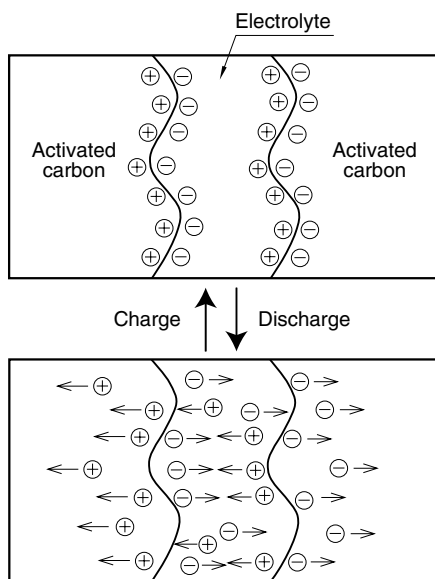 Electrolyte
Activated
carbon
Activated
carbon
Charge
Discharge